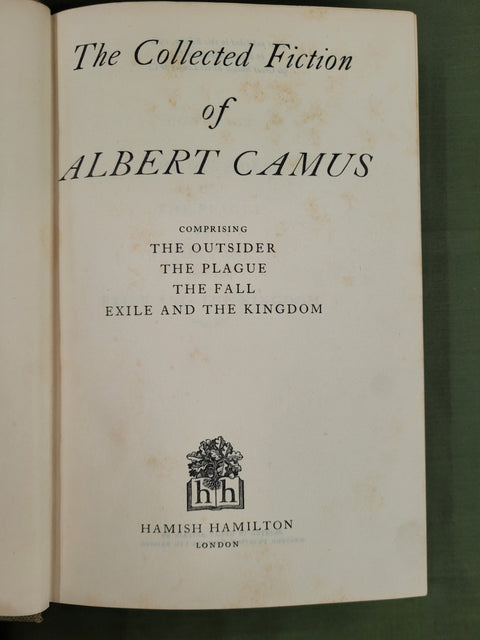 The Collected Fiction
of
ALBERT CAMUS
COMPRISING
THE OUTSIDER
THE PLAGUE
THE FALL
EXILE AND THE KINGDOM
h h
HAMISH HAMILTON
LONDON